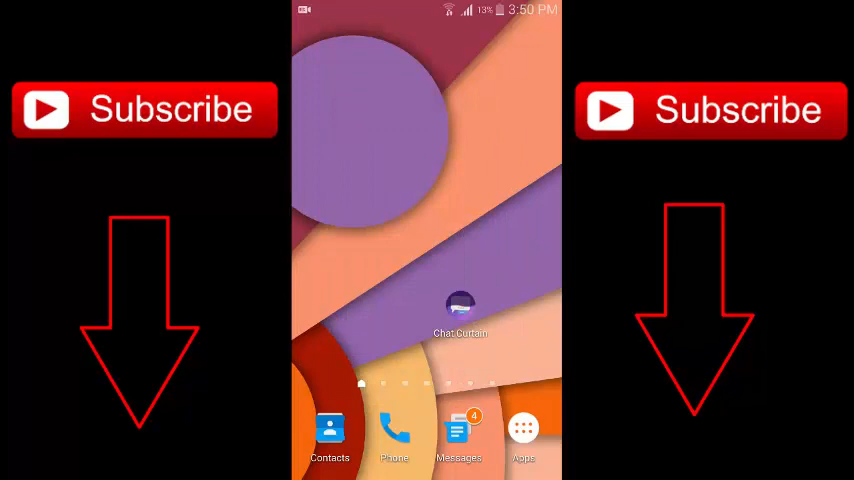 13% 3:50 PM
Subscribe
Subscribe
Chat Curtain
4
Contacts Phone Messages Apps